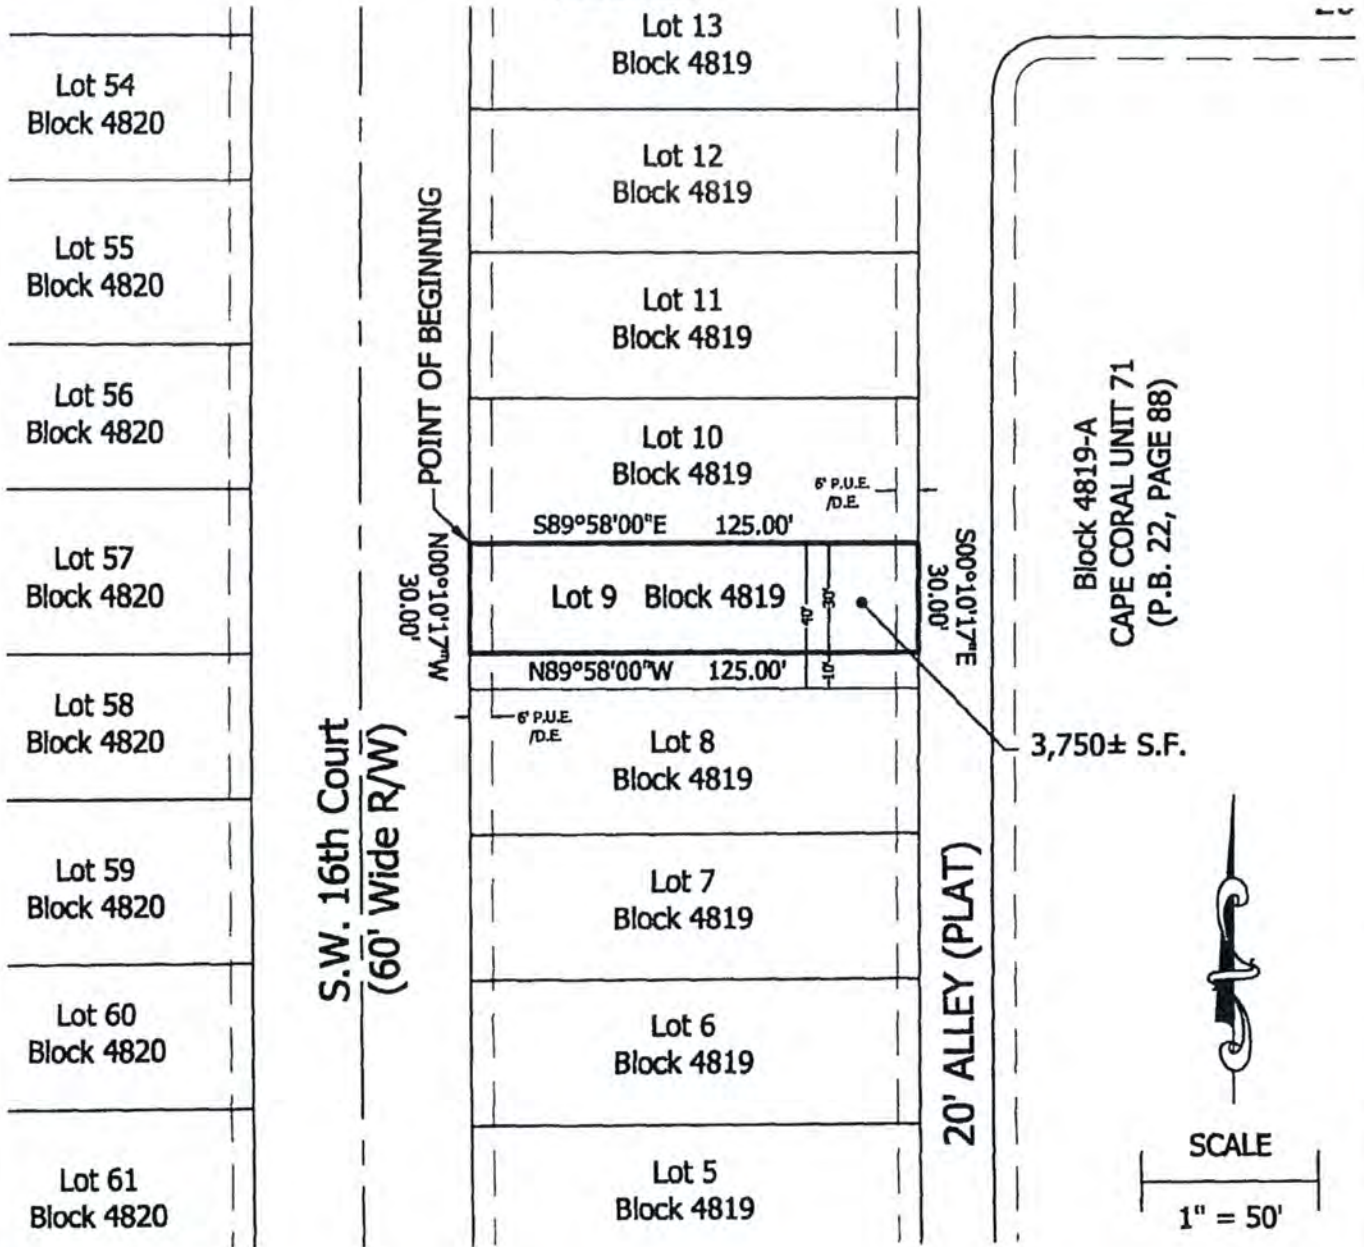 Lot 54
Block 4820
Lot 55
Block 4820
Lot 56
Block 4820
Lot 57
Block 4820
Lot 58
Block 4820
Lot 59
Block 4820
Lot 60
Block 4820
Lot 61
Block 4820
S.W. 16th Court
(60' Wide R/W)
POINT OF BEGINNING
N00°10'17"W
30.00'
Lot 13
Block 4819
Lot 12
Block 4819
Lot 11
Block 4819
Lot 10
Block 4819
6' P.U.E.
/D.E.
S89°58'00"E 125.00'
Lot 9 Block 4819
40'
30'
10'
N89°58'00"W 125.00'
6' P.U.E.
/D.E.
Lot 8
Block 4819
Lot 7
Block 4819
Lot 6
Block 4819
Lot 5
Block 4819
S00°10'17"E
30.00'
20' ALLEY (PLAT)
Block 4819-A
CAPE CORAL UNIT 71
(P.B. 22, PAGE 88)
3,750± S.F.
SCALE
1" = 50'